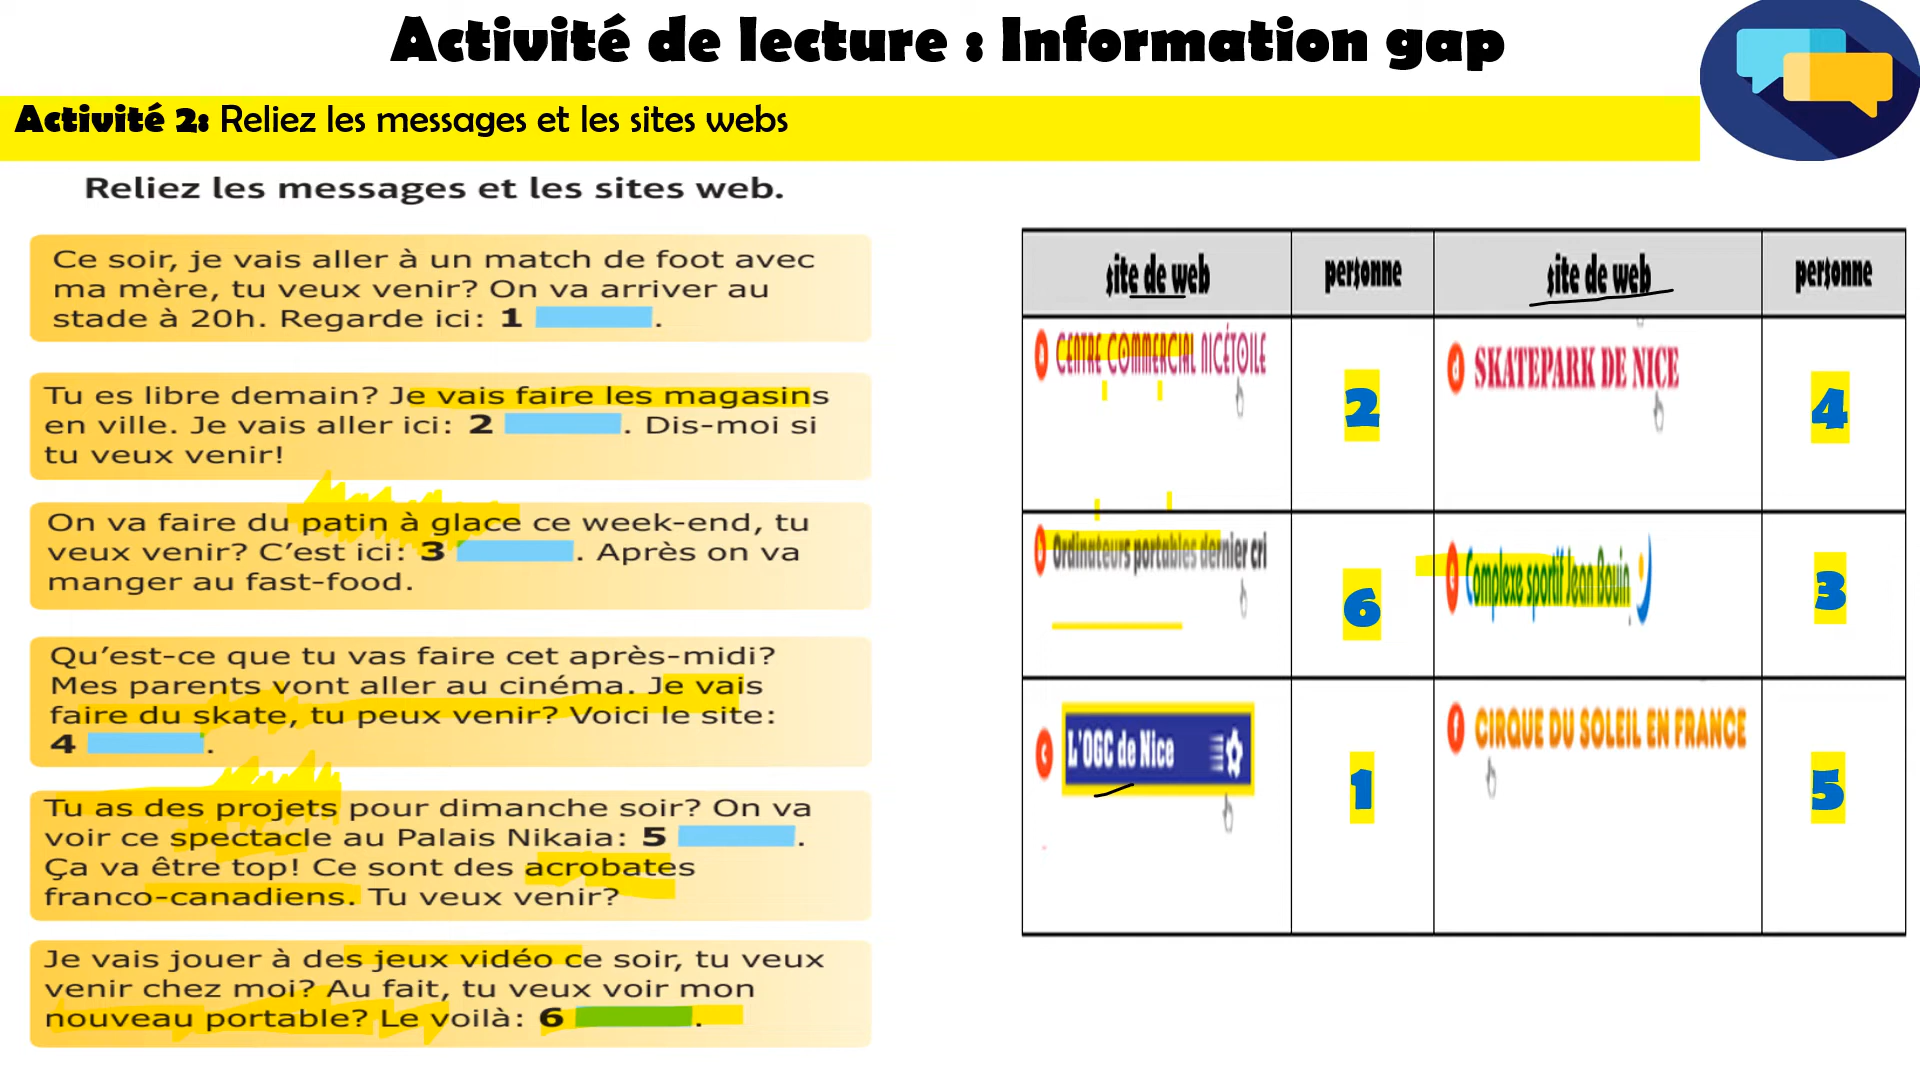 Activité de lecture : Information gap
Activité 2: Reliez les messages et les sites webs
Reliez les messages et les sites web.
Ce soir, je vais aller à un match de foot avec
ma mère, tu veux venir? On va arriver au
stade à 20h. Regarde ici: 1 .
Tu es libre demain? Je vais faire les magasins
en ville. Je vais aller ici: 2 . Dis-moi si
tu veux venir!
On va faire du patin à glace ce week-end, tu
veux venir? C'est ici: 3 . Après on va
manger au fast-food.
Qu'est-ce que tu vas faire cet après-midi?
Mes parents vont aller au cinéma. Je vais
faire du skate, tu peux venir? Voici le site:
4 .
Tu as des projets pour dimanche soir? On va
voir ce spectacle au Palais Nikaia: 5 .
Ça va être top! Ce sont des acrobates
franco-canadiens. Tu veux venir?
Je vais jouer à des jeux vidéo ce soir, tu veux
venir chez moi? Au fait, tu veux voir mon
nouveau portable? Le voilà: 6 .
site de web personne site de web personne
a CENTRE COMMERCIAL NICÉTOILE 2 d SKATEPARK DE NICE 4
b Ordinateurs portables dernier cri 6 e Complexe sportif Jean Bouin 3
c L'OGC de Nice 1 f CIRQUE DU SOLEIL EN FRANCE 5